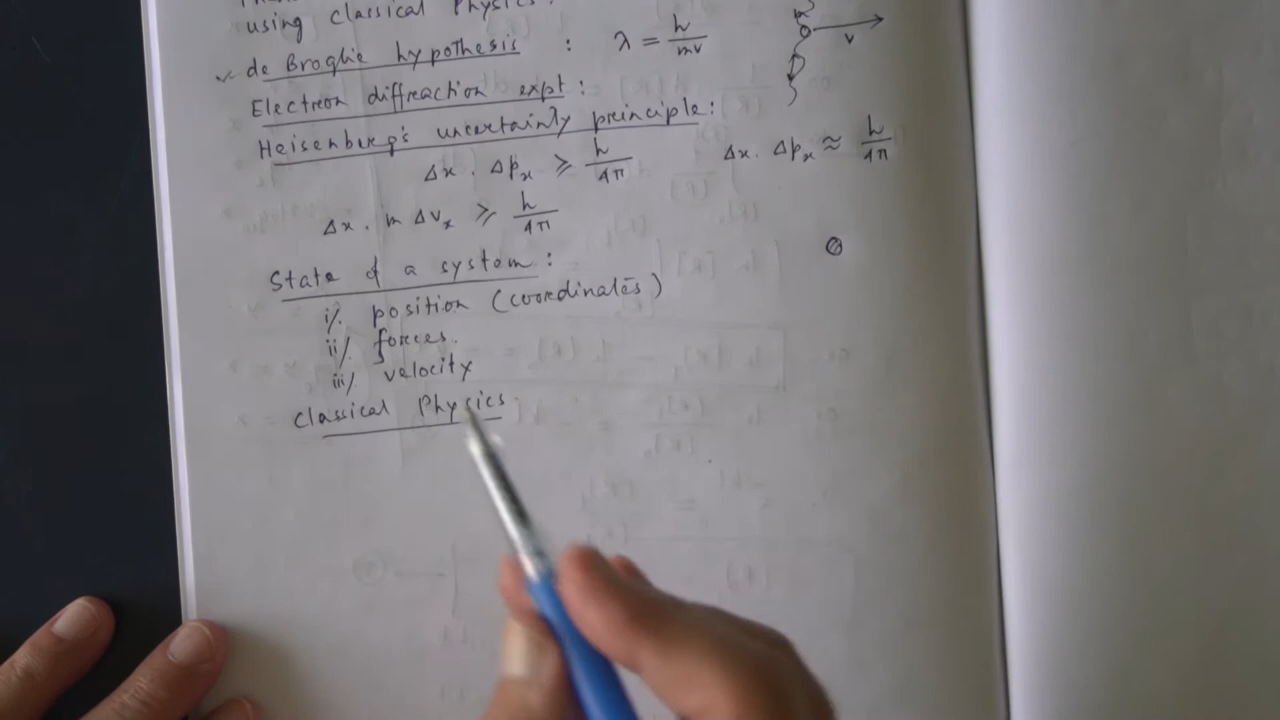 using classical Physics.
de Broglie hypothesis : λ = h/mv
m v
Electron diffraction expt :
Heisenberg's uncertainty principle :
Δx . Δpₓ ≥ h/4π Δx . Δpₓ ≈ h/4π
Δx . m Δvₓ ≥ h/4π
State of a system :
i/. position (coordinates)
ii/. forces.
iii/. velocity
Classical Physics